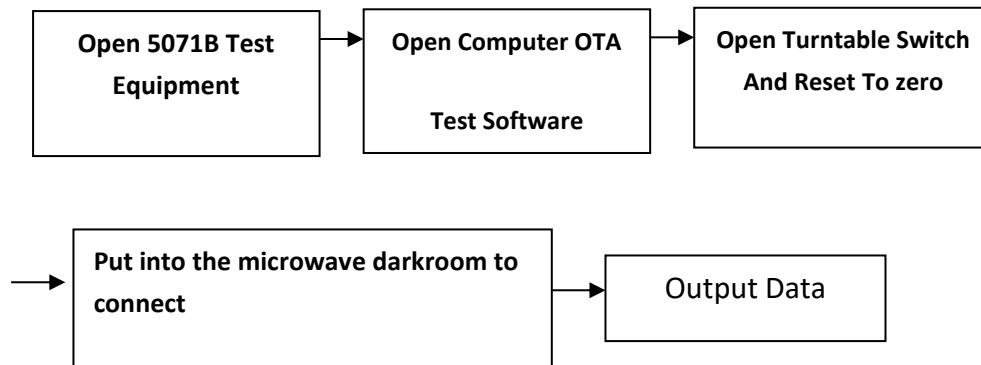 Open 5071B Test
Equipment
Open Computer OTA
Test Software
Open Turntable Switch
And Reset To zero
Put into the microwave darkroom to
connect
Output Data